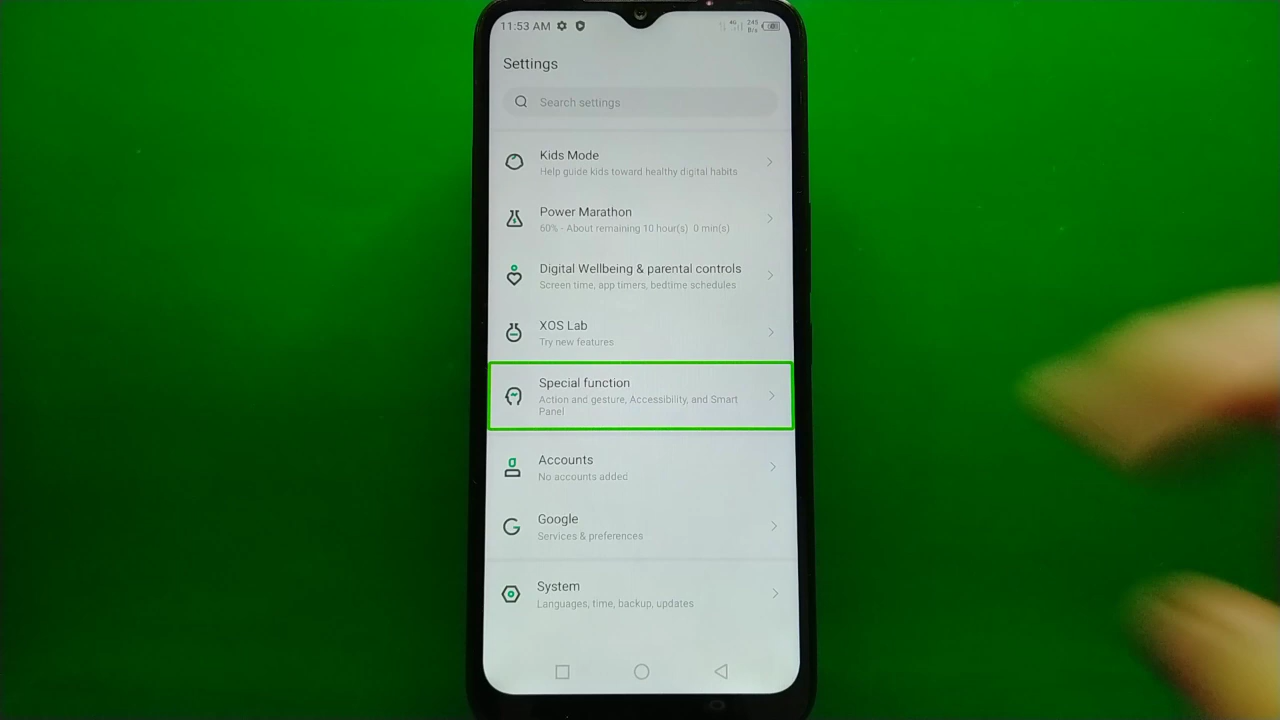 11:53 AM
4G
245
B/s
Settings
Search settings
Kids Mode
Help guide kids toward healthy digital habits
Power Marathon
60% - About remaining 10 hour(s) 0 min(s)
Digital Wellbeing & parental controls
Screen time, app timers, bedtime schedules
XOS Lab
Try new features
Special function
Action and gesture, Accessibility, and Smart
Panel
Accounts
No accounts added
Google
Services & preferences
System
Languages, time, backup, updates